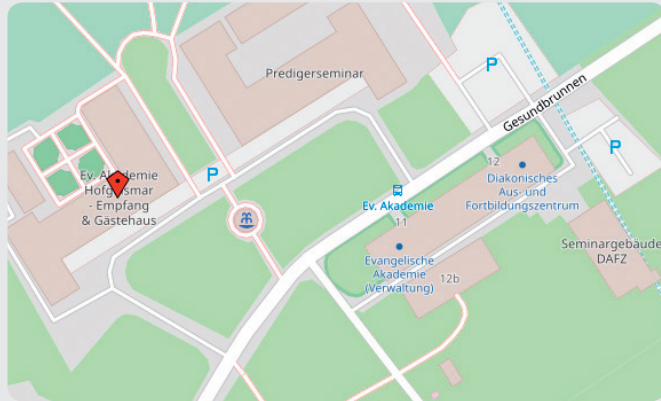 P
Predigerseminar
Gesundbrunnen
P
Ev. Akademie
Hofgeismar
- Empfang
& Gästehaus
P
12
Diakonisches
Aus- und
Fortbildungszentrum
Ev. Akademie
11
Evangelische
Akademie
(Verwaltung)
12b
Seminargebäude
DAFZ